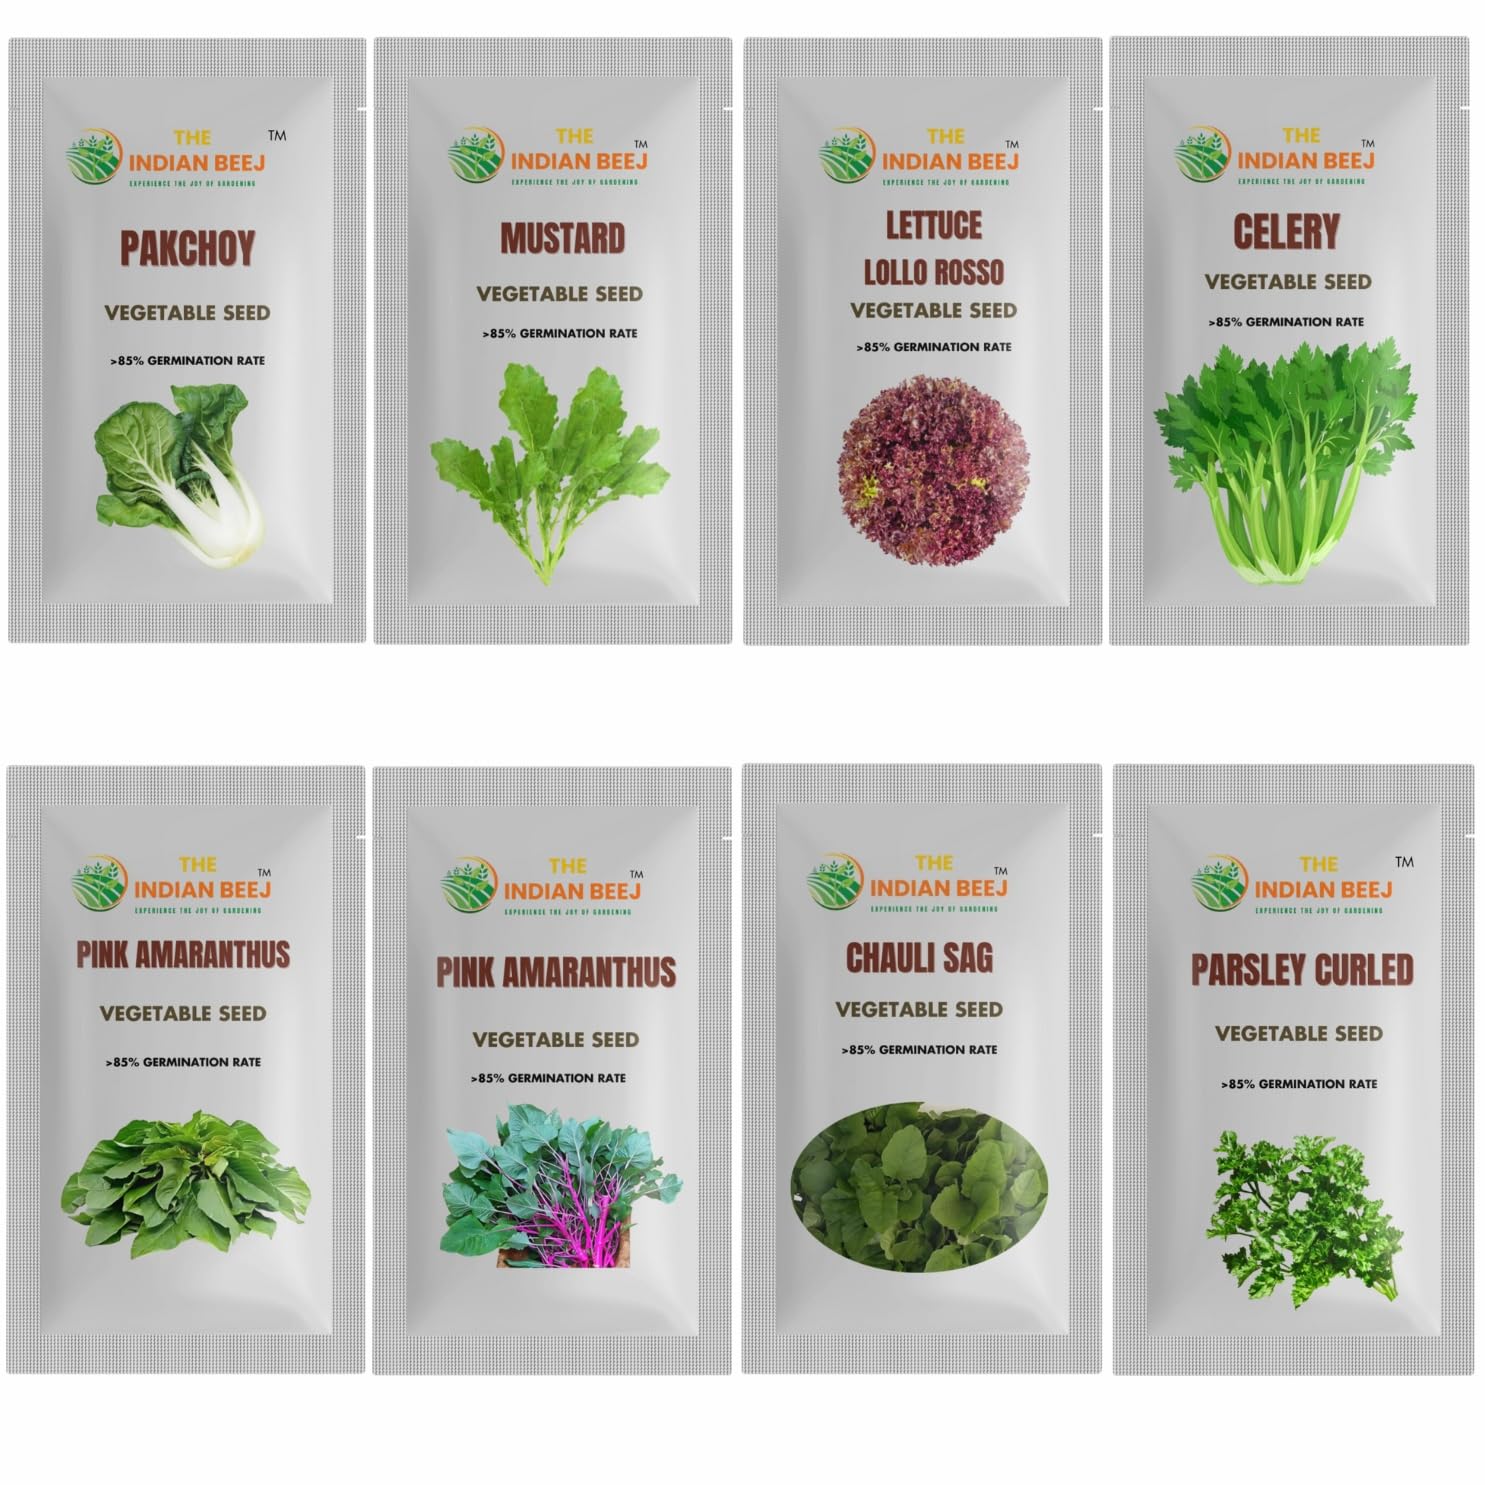 THE
INDIAN BEEJ
TM
EXPERIENCE THE JOY OF GARDENING
PAKCHOY
VEGETABLE SEED
>85% GERMINATION RATE
THE
INDIAN BEEJ
TM
EXPERIENCE THE JOY OF GARDENING
MUSTARD
VEGETABLE SEED
>85% GERMINATION RATE
THE
INDIAN BEEJ
TM
EXPERIENCE THE JOY OF GARDENING
LETTUCE
LOLLO ROSSO
VEGETABLE SEED
>85% GERMINATION RATE
THE
INDIAN BEEJ
TM
EXPERIENCE THE JOY OF GARDENING
CELERY
VEGETABLE SEED
>85% GERMINATION RATE
THE
INDIAN BEEJ
TM
EXPERIENCE THE JOY OF GARDENING
PINK AMARANTHUS
VEGETABLE SEED
>85% GERMINATION RATE
THE
INDIAN BEEJ
TM
EXPERIENCE THE JOY OF GARDENING
PINK AMARANTHUS
VEGETABLE SEED
>85% GERMINATION RATE
THE
INDIAN BEEJ
TM
EXPERIENCE THE JOY OF GARDENING
CHAULI SAG
VEGETABLE SEED
>85% GERMINATION RATE
THE
INDIAN BEEJ
TM
EXPERIENCE THE JOY OF GARDENING
PARSLEY CURLED
VEGETABLE SEED
>85% GERMINATION RATE